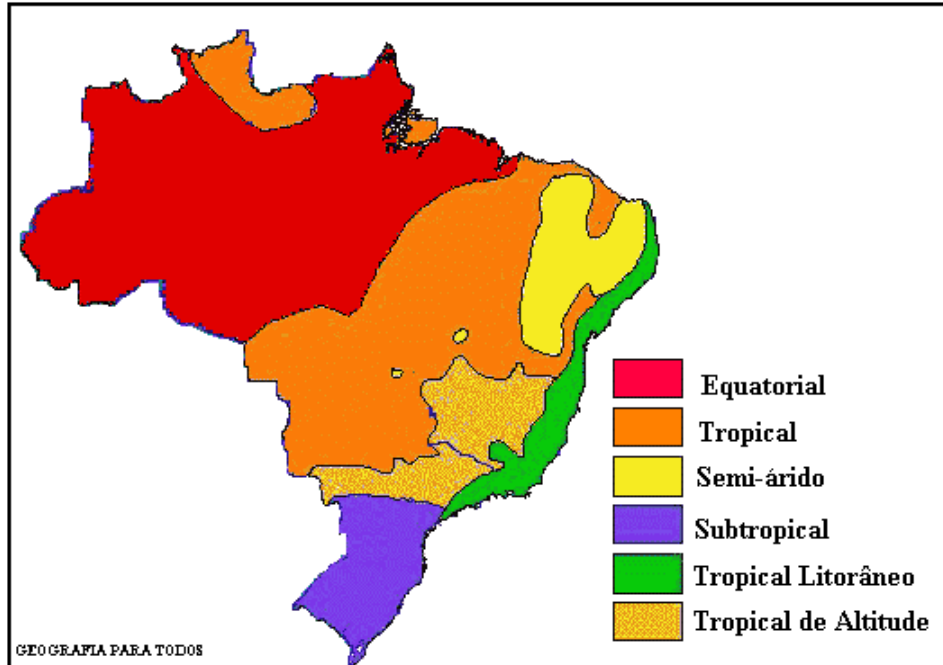 Equatorial
Tropical
Semi-árido
Subtropical
Tropical Litorâneo
Tropical de Altitude
GEOGRAFIA PARA TODOS